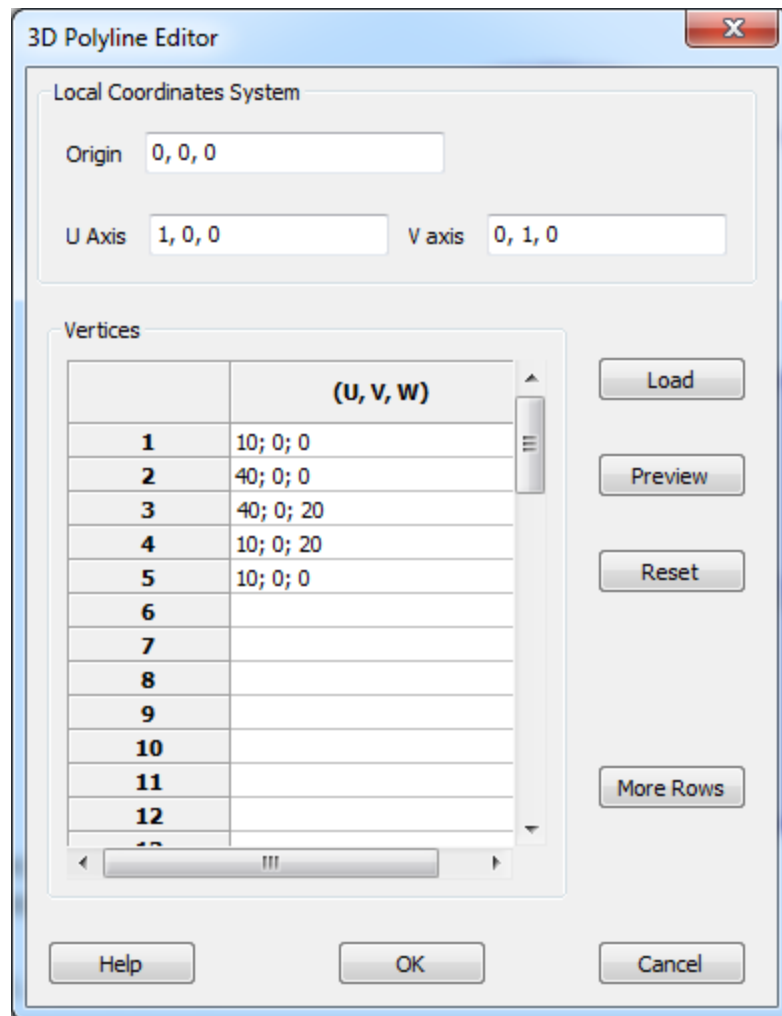 3D Polyline Editor
Local Coordinates System
Origin 0, 0, 0
U Axis 1, 0, 0 V axis 0, 1, 0
Vertices
(U, V, W)
1 10; 0; 0
2 40; 0; 0
3 40; 0; 20
4 10; 0; 20
5 10; 0; 0
6
7
8
9
10
11
12
Load
Preview
Reset
More Rows
Help OK Cancel